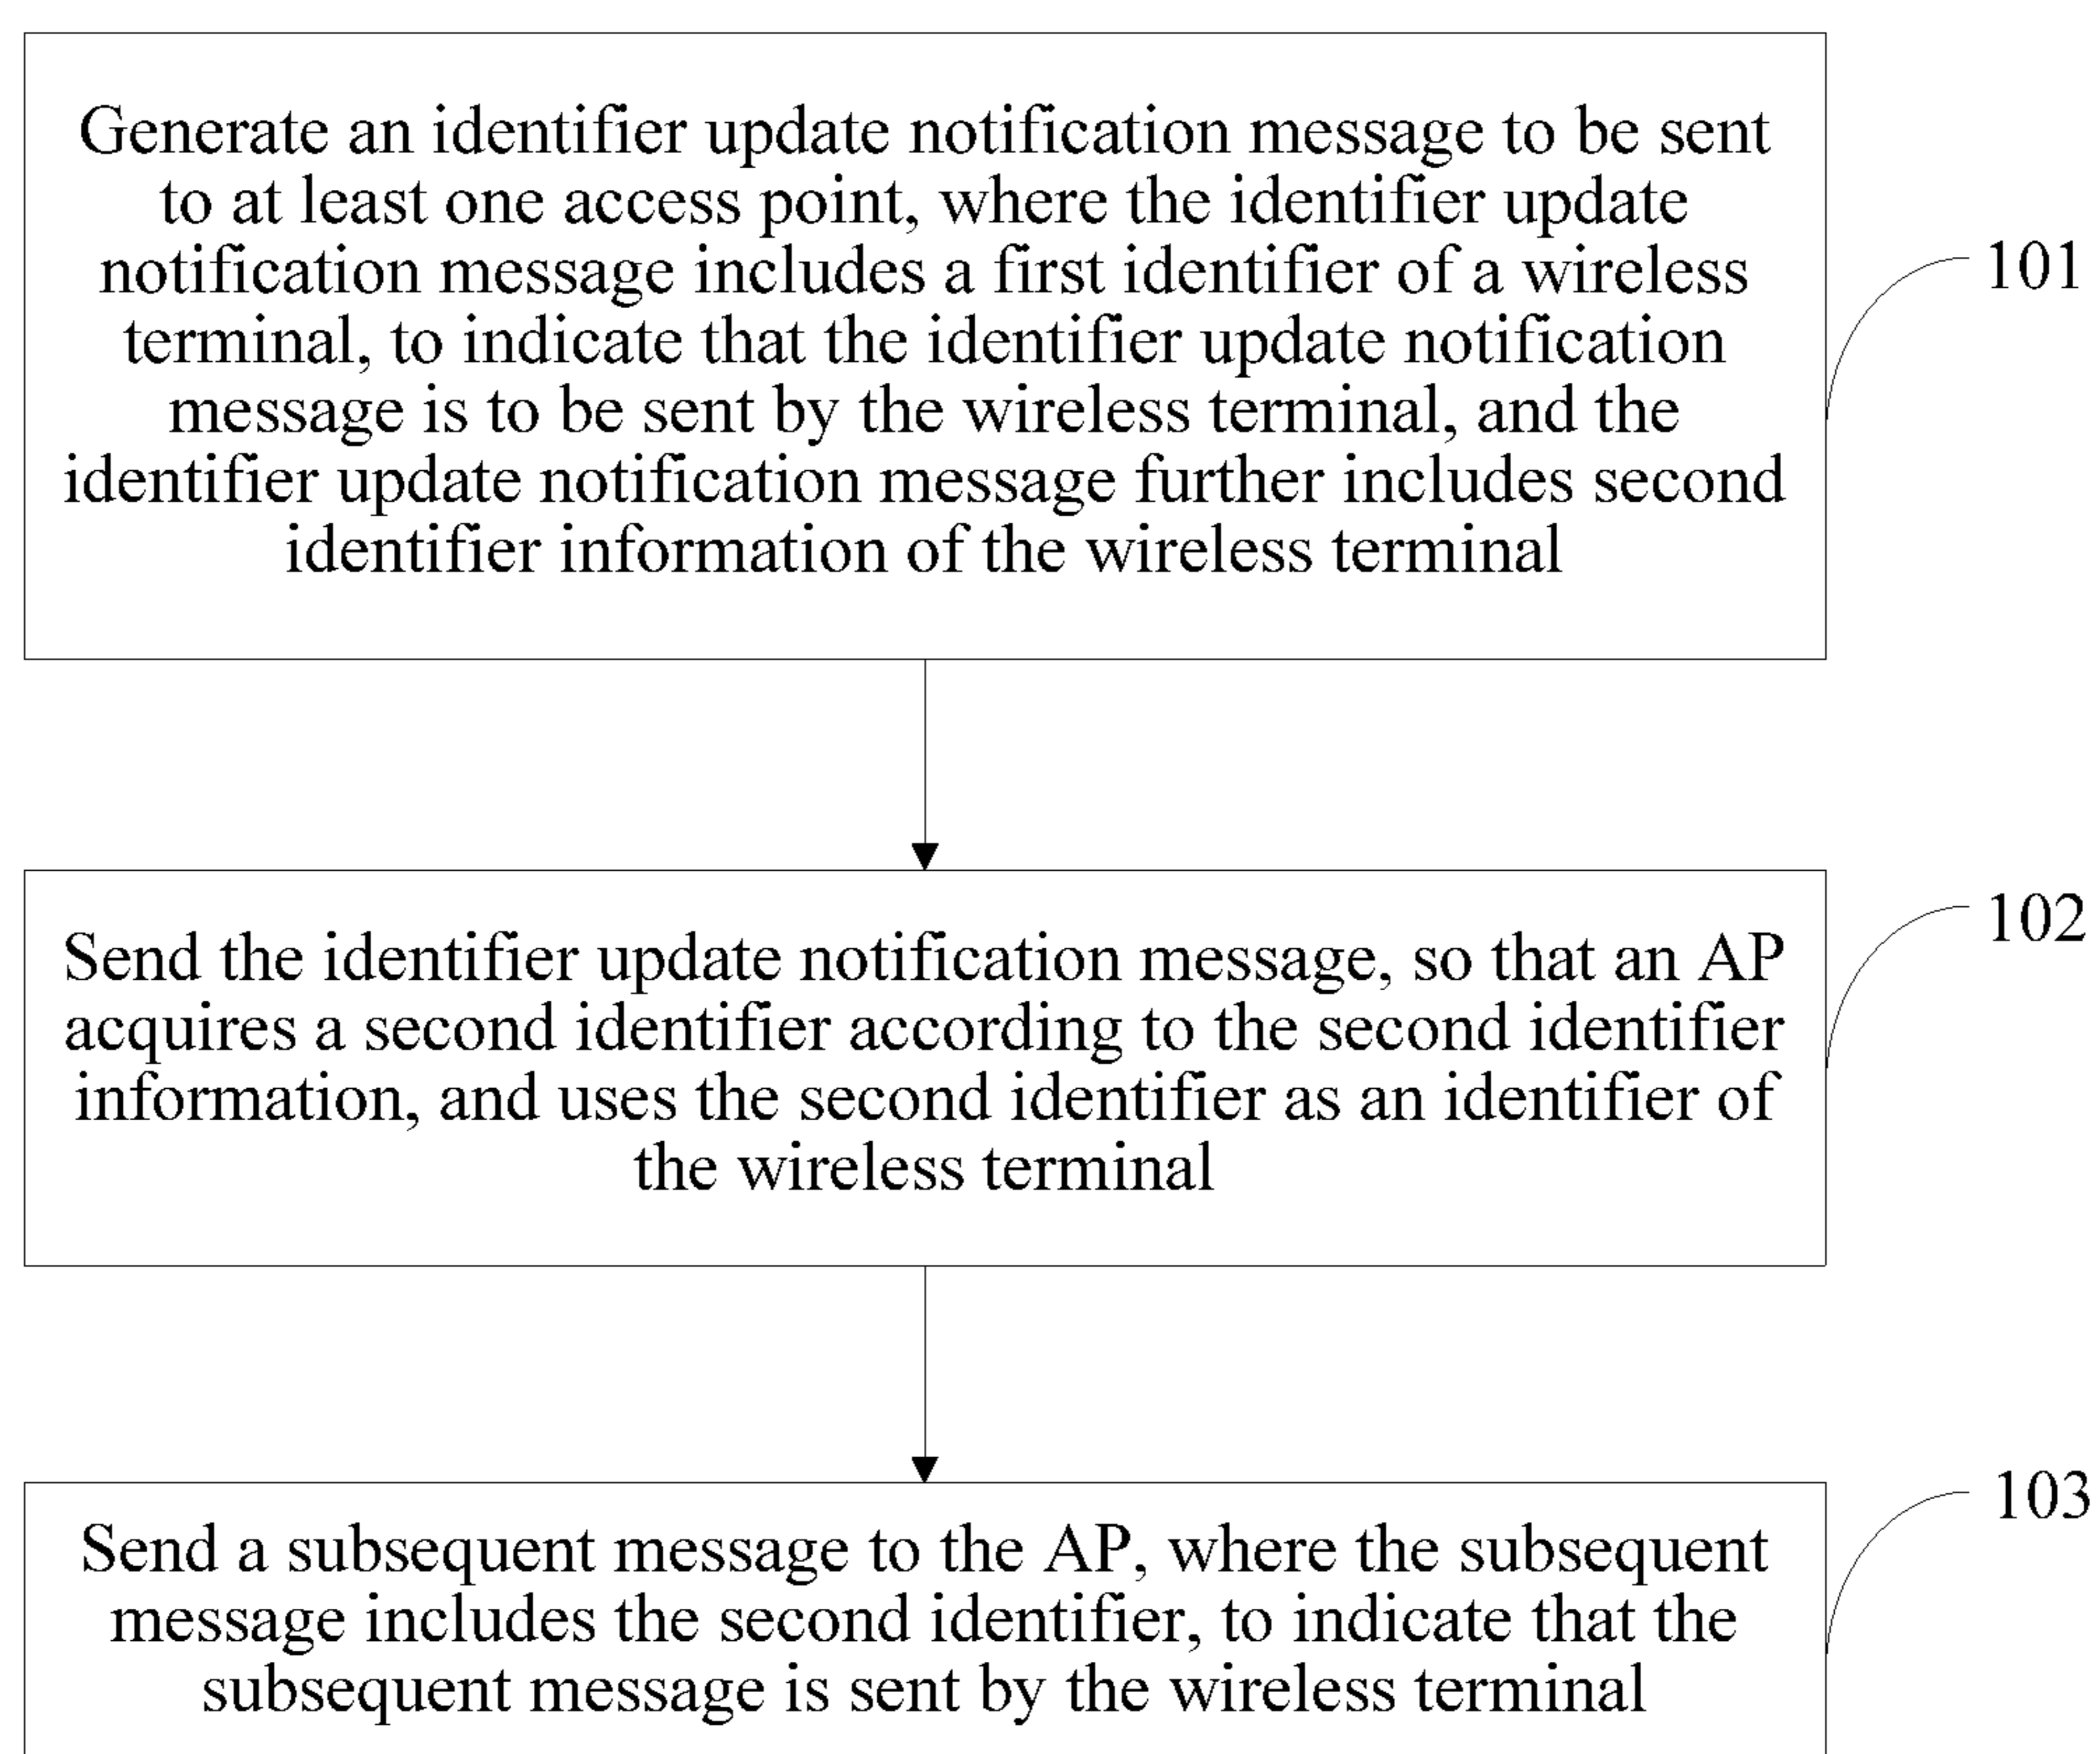 Generate an identifier update notification message to be sent
to at least one access point, where the identifier update
notification message includes a first identifier of a wireless
terminal, to indicate that the identifier update notification
message is to be sent by the wireless terminal, and the
identifier update notification message further includes second
identifier information of the wireless terminal
101
Send the identifier update notification message, so that an AP
acquires a second identifier according to the second identifier
information, and uses the second identifier as an identifier of
the wireless terminal
102
Send a subsequent message to the AP, where the subsequent
message includes the second identifier, to indicate that the
subsequent message is sent by the wireless terminal
103